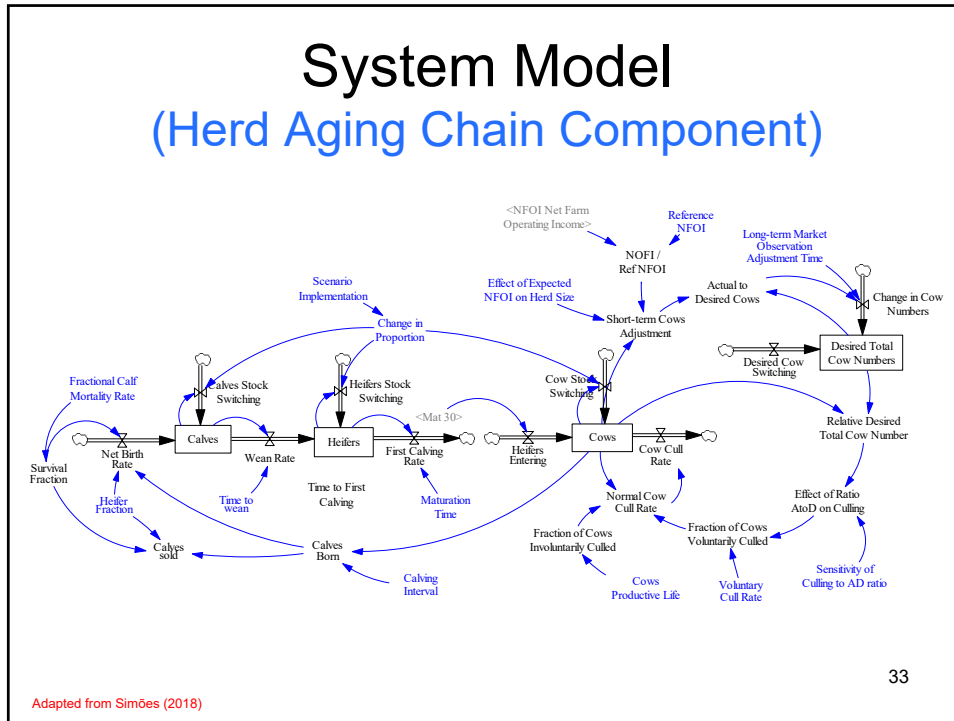 System Model
(Herd Aging Chain Component)
<NFOI Net Farm
Operating Income>
Reference
NFOI
Long-term Market
Observation
Adjustment Time
NOFI /
Ref NFOI
Scenario
Implementation
Effect of Expected
NFOI on Herd Size
Actual to
Desired Cows
Change in Cow
Numbers
Change in
Proportion
Short-term Cows
Adjustment
Desired Total
Cow Numbers
Desired Cow
Switching
Fractional Calf
Mortality Rate
Calves Stock
Switching
Heifers Stock
Switching
Cow Stock
Switching
<Mat 30>
Relative Desired
Total Cow Number
Calves
Heifers
Cows
Net Birth
Rate
Wean Rate
First Calving
Rate
Heifers
Entering
Cow Cull
Rate
Survival
Fraction
Time to First
Calving
Heifer
Fraction
Time to
wean
Maturation
Time
Normal Cow
Cull Rate
Effect of Ratio
AtoD on Culling
Calves
sold
Calves
Born
Fraction of Cows
Involuntarily Culled
Fraction of Cows
Voluntarily Culled
Calving
Interval
Cows
Productive Life
Voluntary
Cull Rate
Sensitivity of
Culling to AD ratio
33
Adapted from Simões (2018)